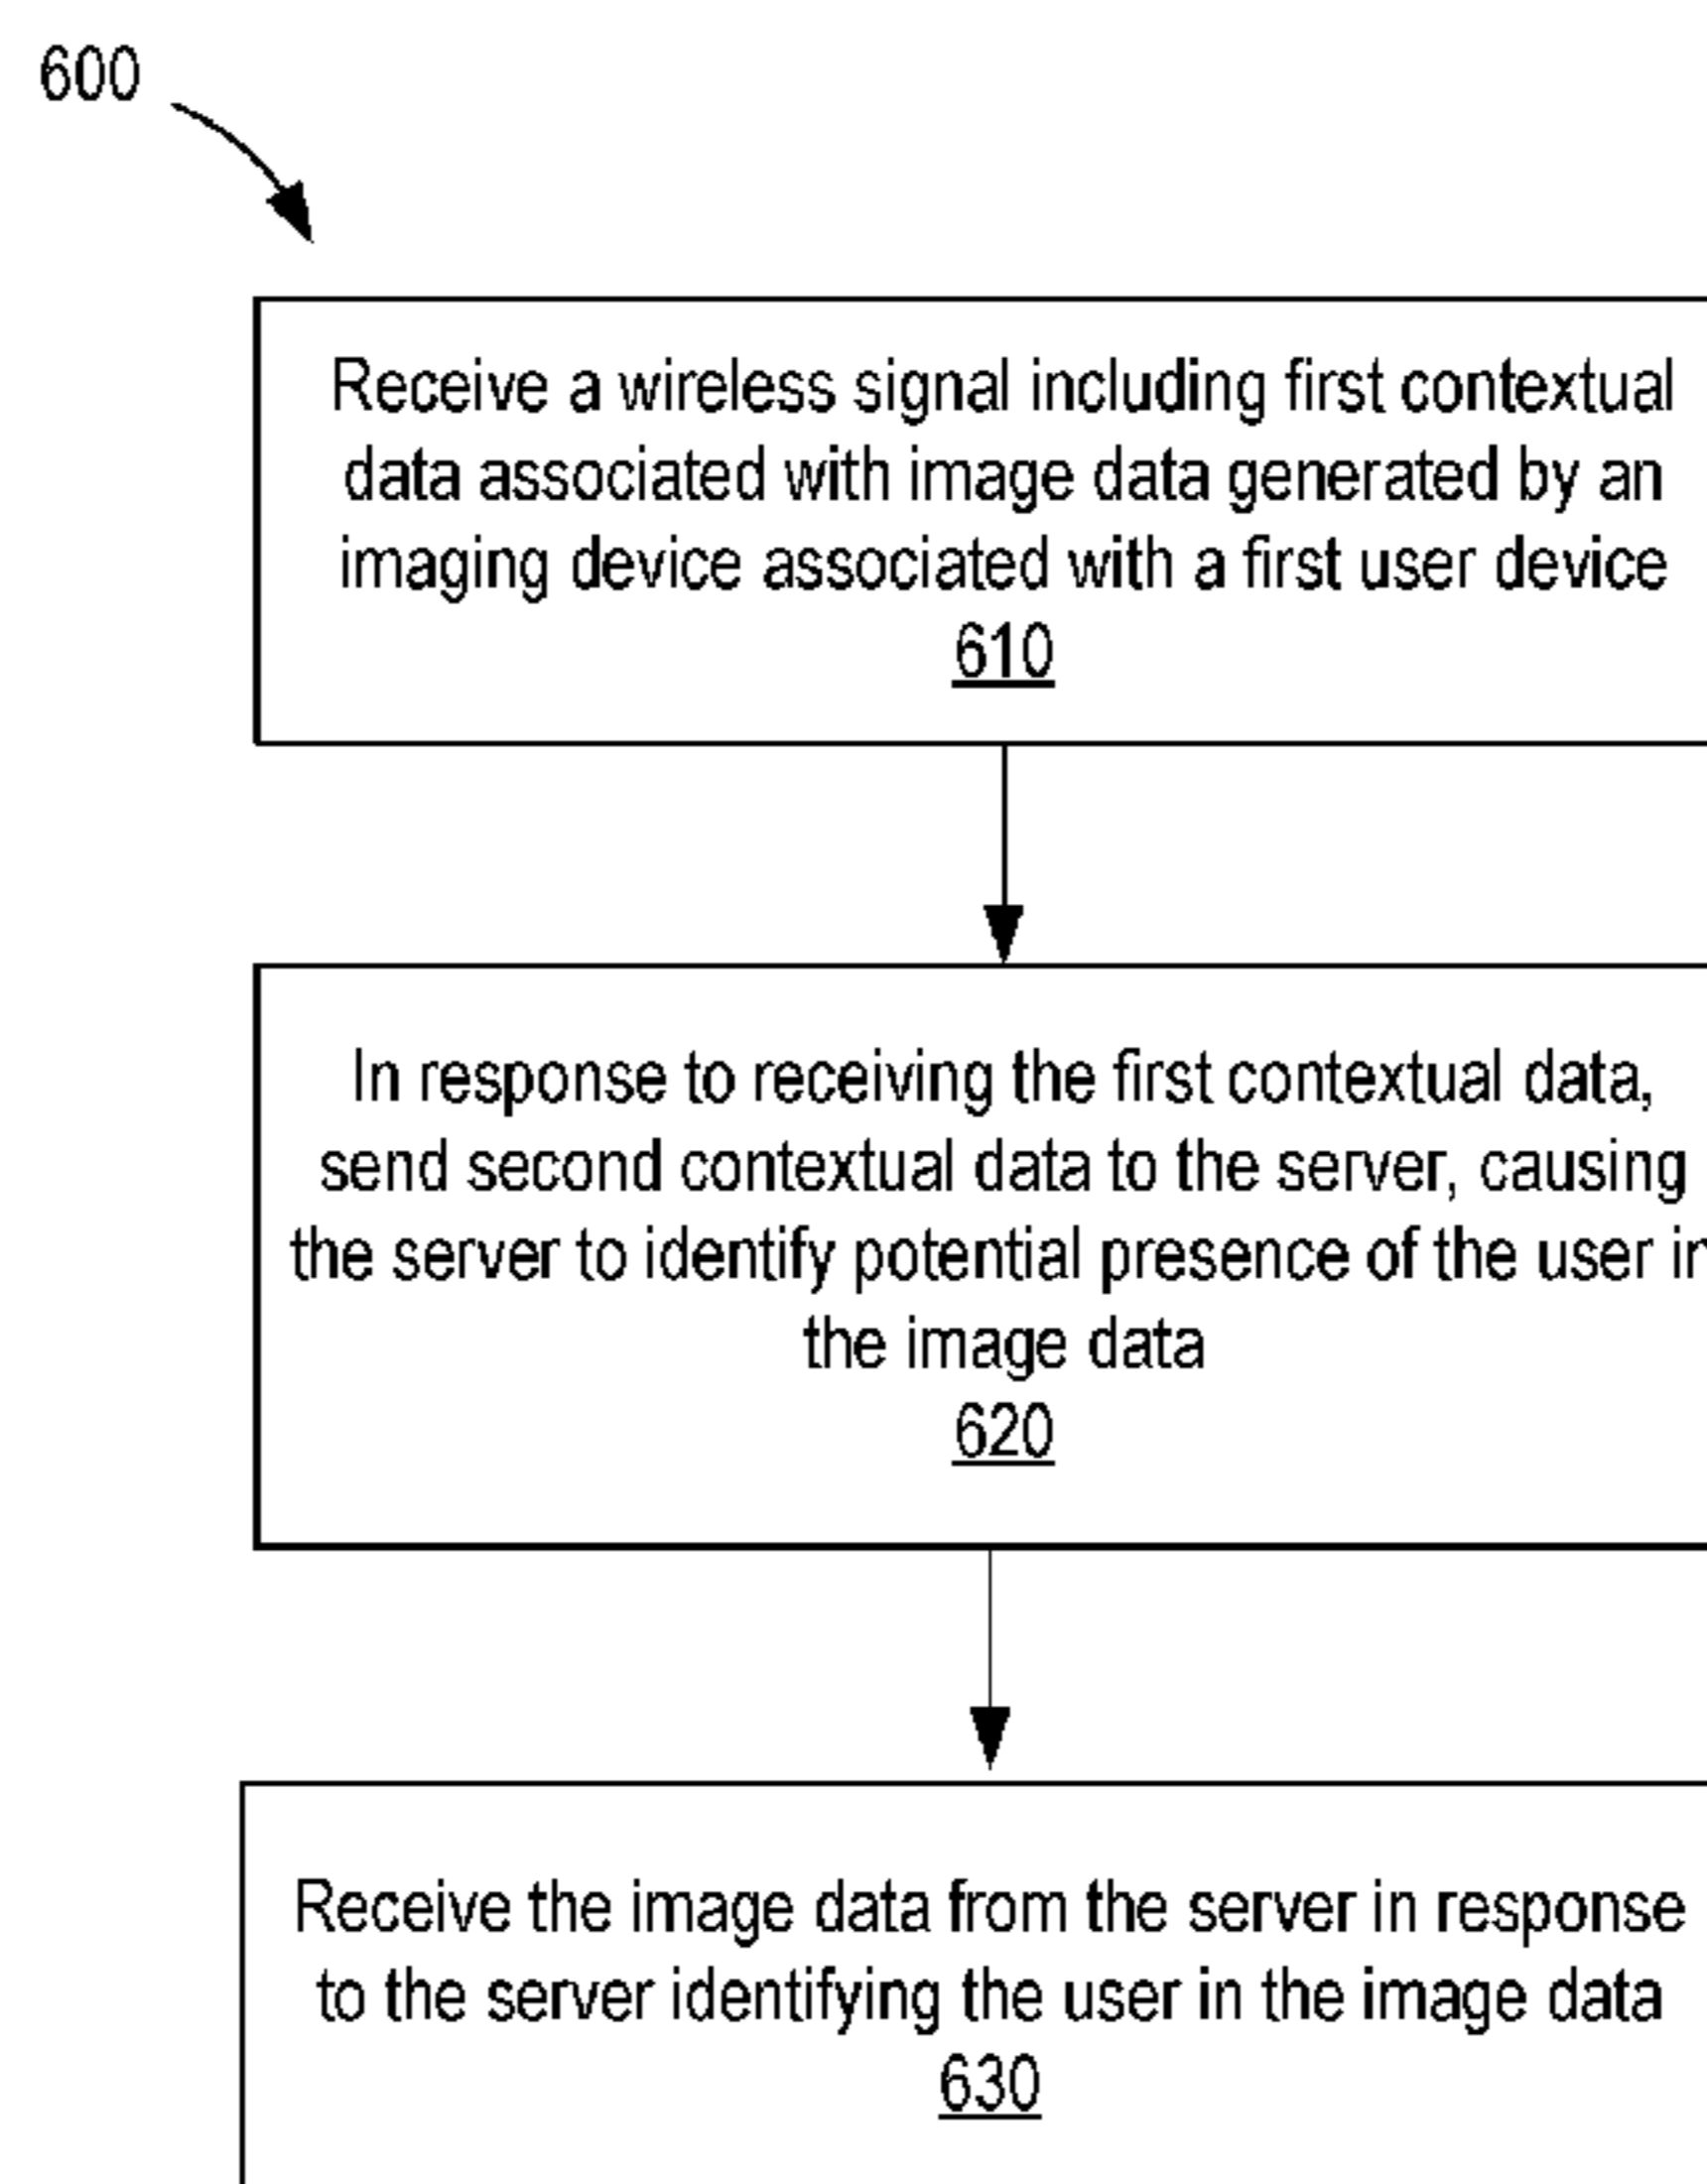 600
Receive a wireless signal including first contextual
data associated with image data generated by an
imaging device associated with a first user device
610
In response to receiving the first contextual data,
send second contextual data to the server, causing
the server to identify potential presence of the user in
the image data
620
Receive the image data from the server in response
to the server identifying the user in the image data
630